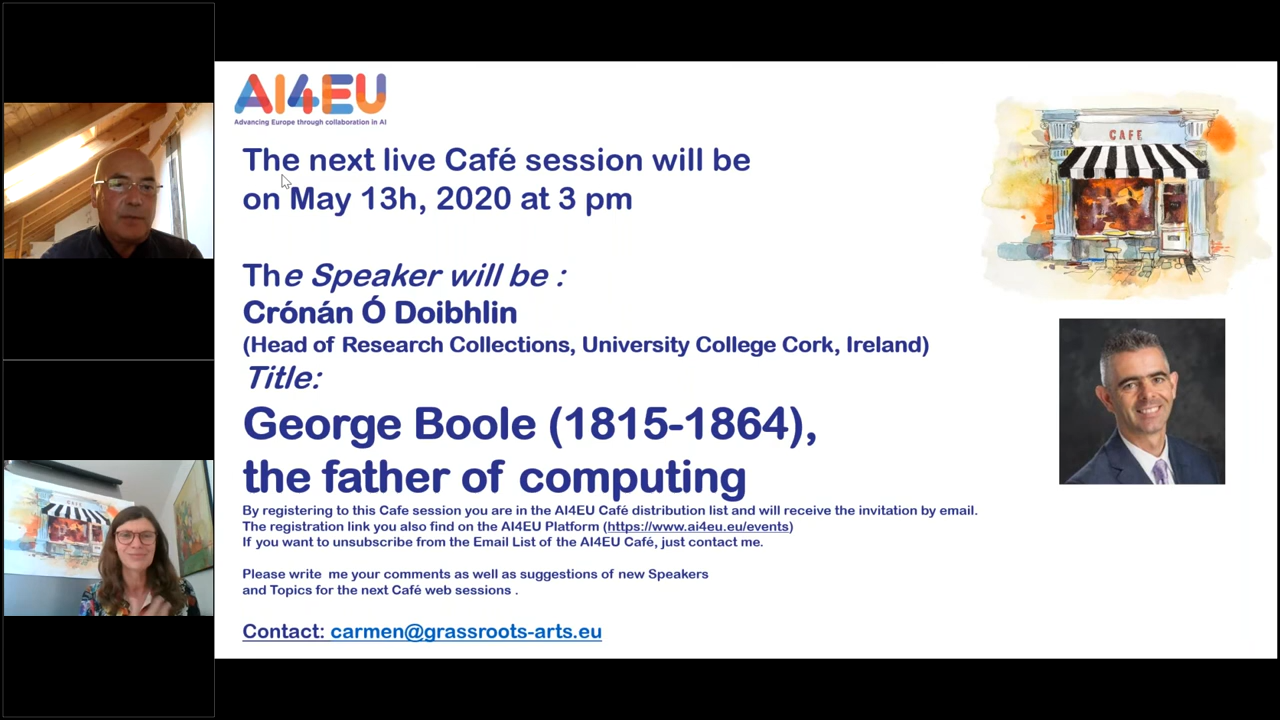 AI4EU
Advancing Europe through collaboration in AI
CAFE
The next live Café session will be
on May 13h, 2020 at 3 pm
The Speaker will be :
Crónán Ó Doibhlin
(Head of Research Collections, University College Cork, Ireland)
Title:
George Boole (1815-1864),
the father of computing
By registering to this Cafe session you are in the AI4EU Café distribution list and will receive the invitation by email.
The registration link you also find on the AI4EU Platform (https://www.ai4eu.eu/events)
If you want to unsubscribe from the Email List of the AI4EU Café, just contact me.
Please write me your comments as well as suggestions of new Speakers
and Topics for the next Café web sessions .
Contact: carmen@grassroots-arts.eu